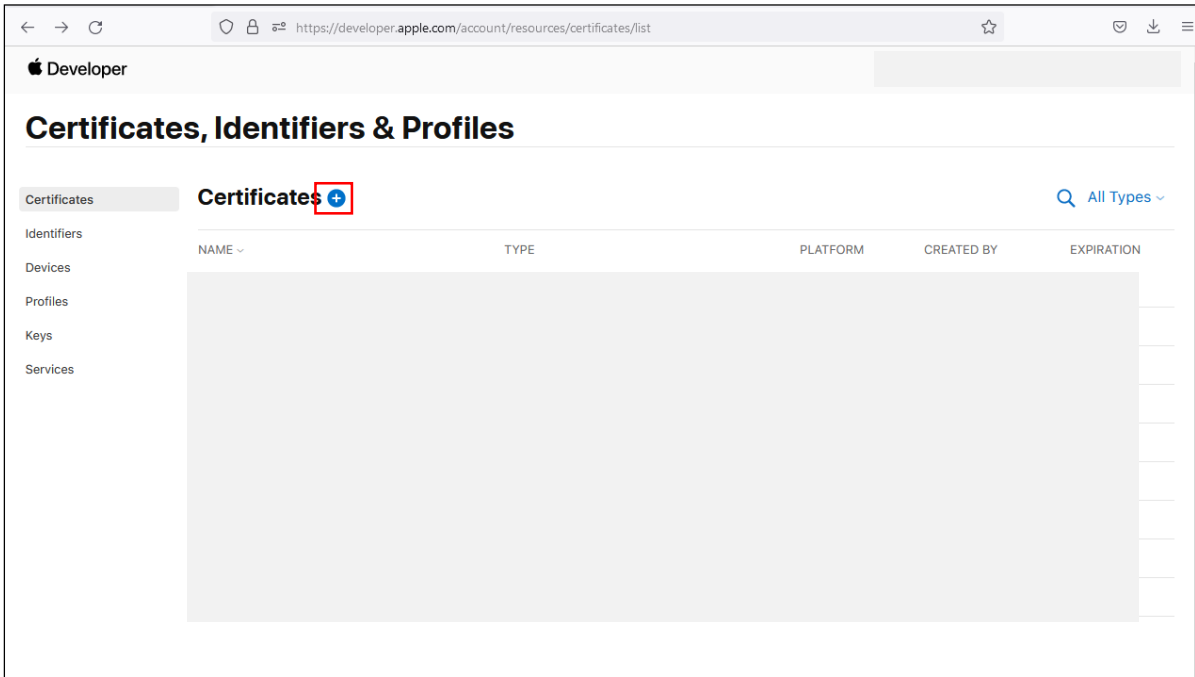 https://developer.apple.com/account/resources/certificates/list
Developer
Certificates, Identifiers & Profiles
Certificates
Certificates
All Types
Identifiers
NAME TYPE PLATFORM CREATED BY EXPIRATION
Devices
Profiles
Keys
Services